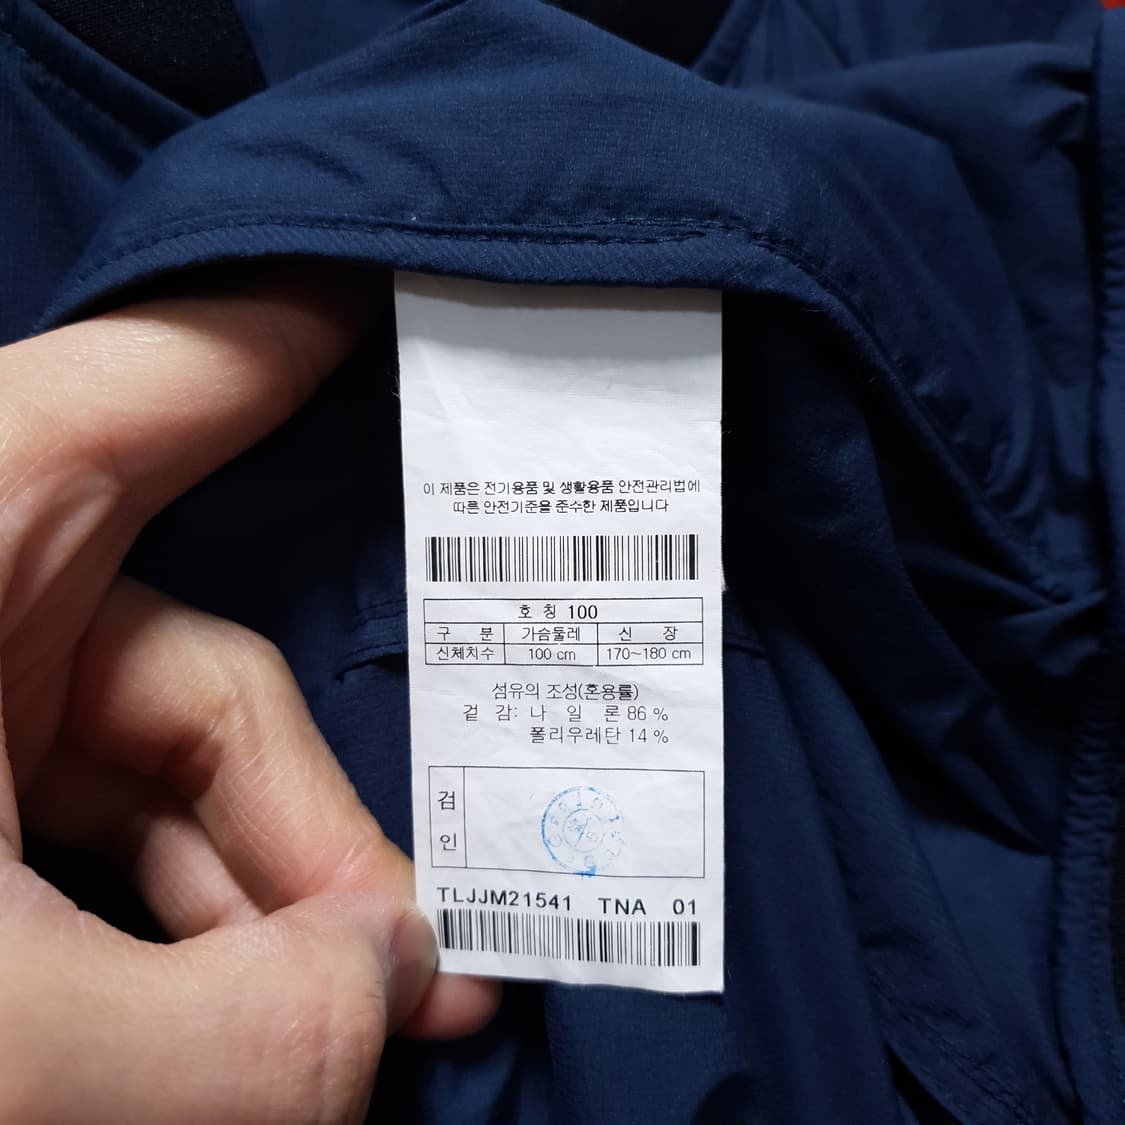 이 제품은 전기용품 및 생활용품 안전관리법에
따른 안전기준을 준수한 제품입니다
호 칭 100
구 분 가슴둘레 신 장
신체치수 100 cm 170~180 cm
섬유의 조성(혼용률)
겉 감: 나 일 론 86 %
폴리우레탄 14 %
검
인
TLJJM21541 TNA 01